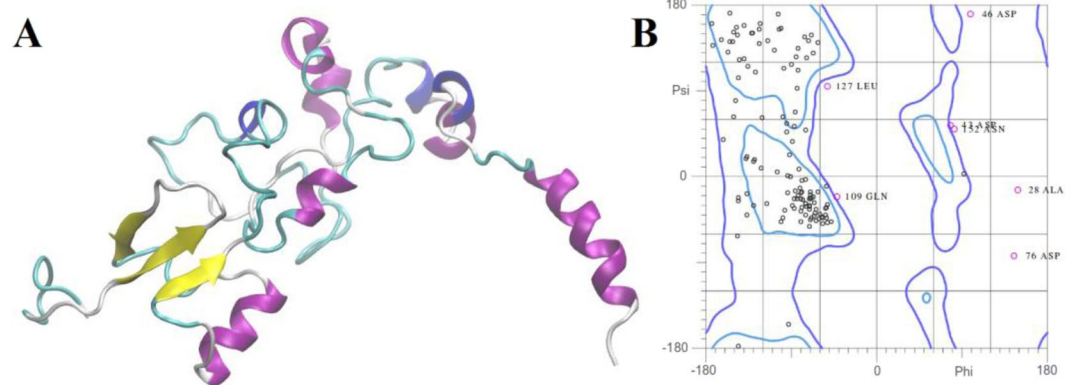 A
B
180
46 ASP
127 LEU
Psi
13 ASP
152 ASN
0
28 ALA
109 GLN
76 ASP
-180
-180
0
Phi
180